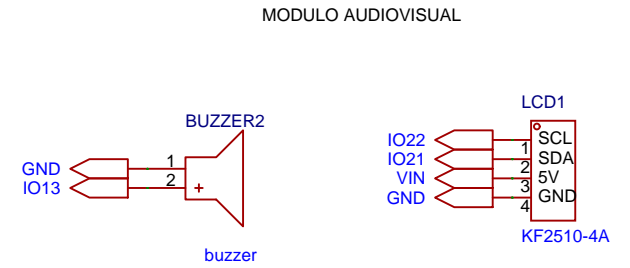 MODULO AUDIOVISUAL
BUZZER2
GND 1
IO13 2 +
buzzer
LCD1
IO22 1 SCL
IO21 2 SDA
VIN 3 5V
GND 4 GND
KF2510-4A